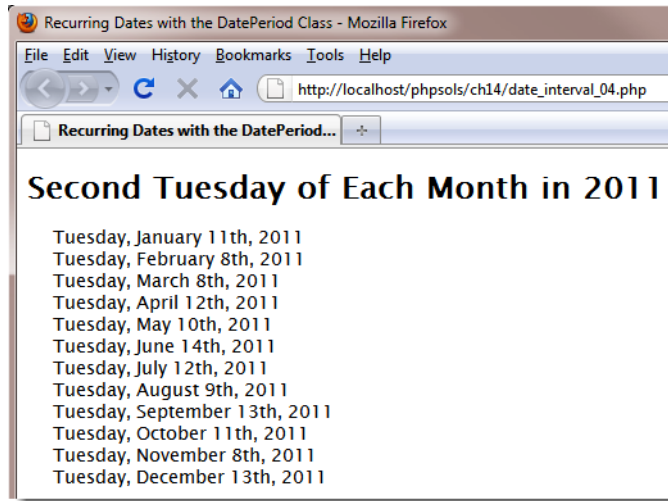 Recurring Dates with the DatePeriod Class - Mozilla Firefox
File Edit View History Bookmarks Tools Help
http://localhost/phpsols/ch14/date_interval_04.php
Recurring Dates with the DatePeriod...
Second Tuesday of Each Month in 2011
Tuesday, January 11th, 2011
Tuesday, February 8th, 2011
Tuesday, March 8th, 2011
Tuesday, April 12th, 2011
Tuesday, May 10th, 2011
Tuesday, June 14th, 2011
Tuesday, July 12th, 2011
Tuesday, August 9th, 2011
Tuesday, September 13th, 2011
Tuesday, October 11th, 2011
Tuesday, November 8th, 2011
Tuesday, December 13th, 2011